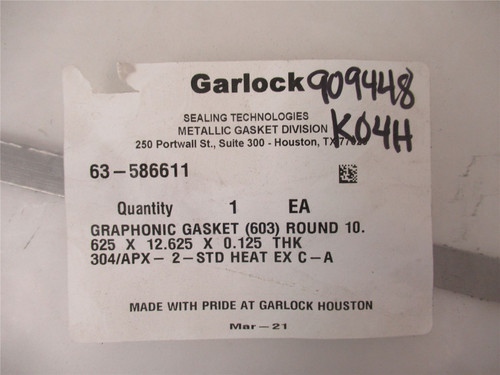 Garlock 909448
SEALING TECHNOLOGIES
METALLIC GASKET DIVISION K04H
250 Portwall St., Suite 300 - Houston, TX
63-586611
Quantity 1 EA
GRAPHONIC GASKET (603) ROUND 10.
625 X 12.625 X 0.125 THK
304/APX- 2-STD HEAT EX C-A
MADE WITH PRIDE AT GARLOCK HOUSTON
Mar-21